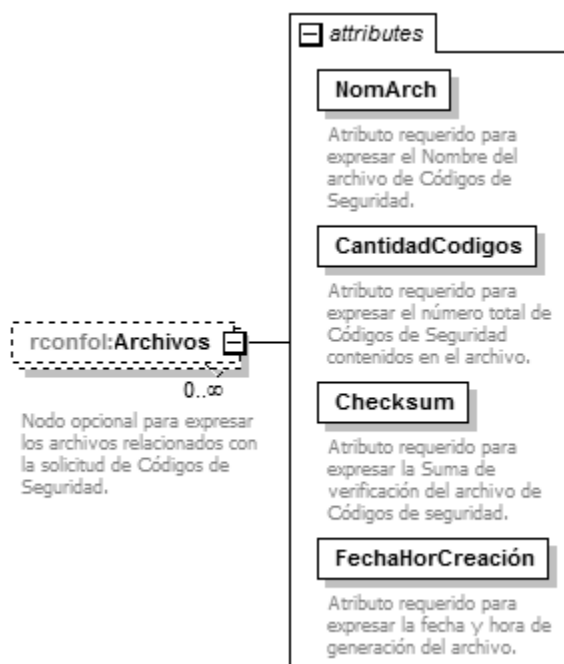 attributes
NomArch
Atributo requerido para
expresar el Nombre del
archivo de Códigos de
Seguridad.
CantidadCodigos
Atributo requerido para
expresar el número total de
Códigos de Seguridad
contenidos en el archivo.
rconfol:Archivos
0..∞
Nodo opcional para expresar
los archivos relacionados con
la solicitud de Códigos de
Seguridad.
Checksum
Atributo requerido para
expresar la Suma de
verificación del archivo de
Códigos de seguridad.
FechaHorCreación
Atributo requerido para
expresar la fecha y hora de
generación del archivo.